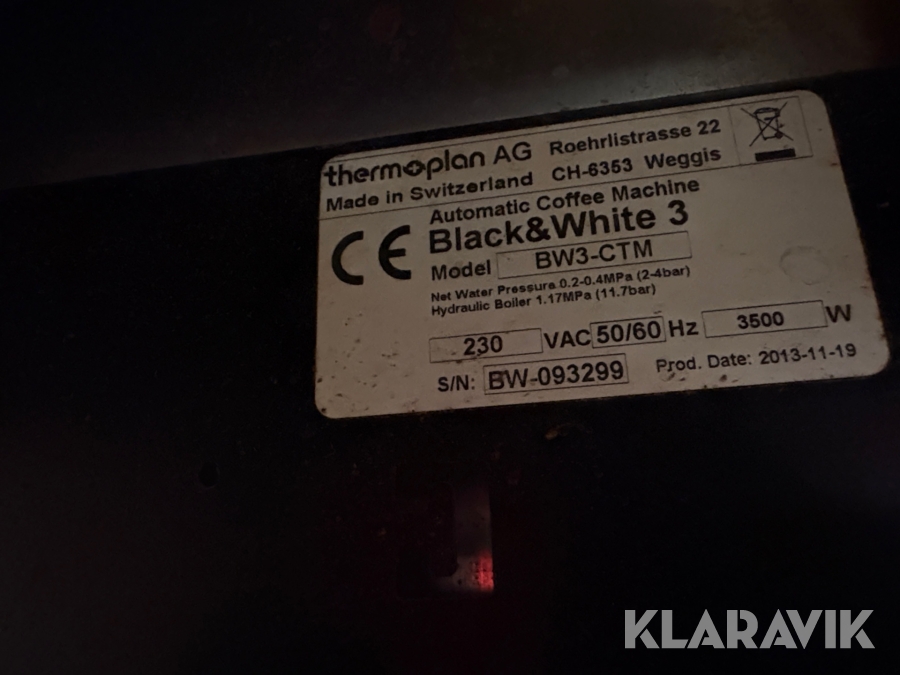 thermoplan AG Roehrlistrasse 22
Made in Switzerland CH-6353 Weggis
Automatic Coffee Machine
Black&White 3
CE
Model BW3-CTM
Net Water Pressure 0.2-0.4MPa (2-4bar)
Hydraulic Boiler 1.17MPa (11.7bar)
230 VAC 50/60 Hz 3500 W
S/N: BW-093299 Prod. Date: 2013-11-19
KLARAVIK